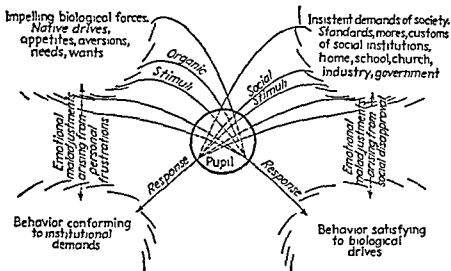 Impelling biological forces.
Native drives,
appetites, aversions,
needs, wants
Insistent demands of society.
Standards, mores, customs
of social institutions,
home, school, church,
industry, government
Organic
Stimuli
Social
Stimuli
Emotional
maladjustments
arising from
personal
frustrations
Emotional
maladjustments
arising from
social disapproval
Pupil
Response
Response
Behavior conforming
to institutional
demands
Behavior satisfying
to biological
drives